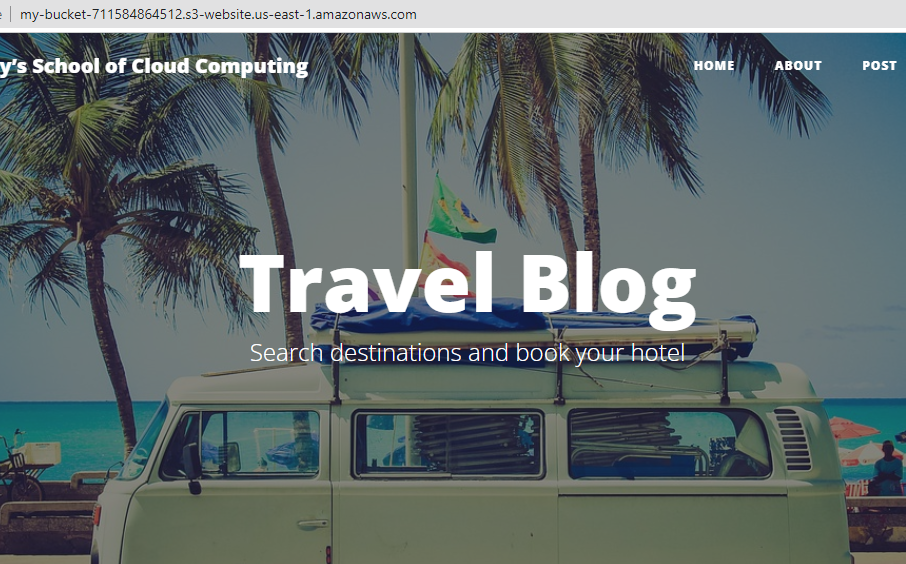 my-bucket-711584864512.s3-website.us-east-1.amazonaws.com
y’s School of Cloud Computing
HOME ABOUT POST
Travel Blog
Search destinations and book your hotel